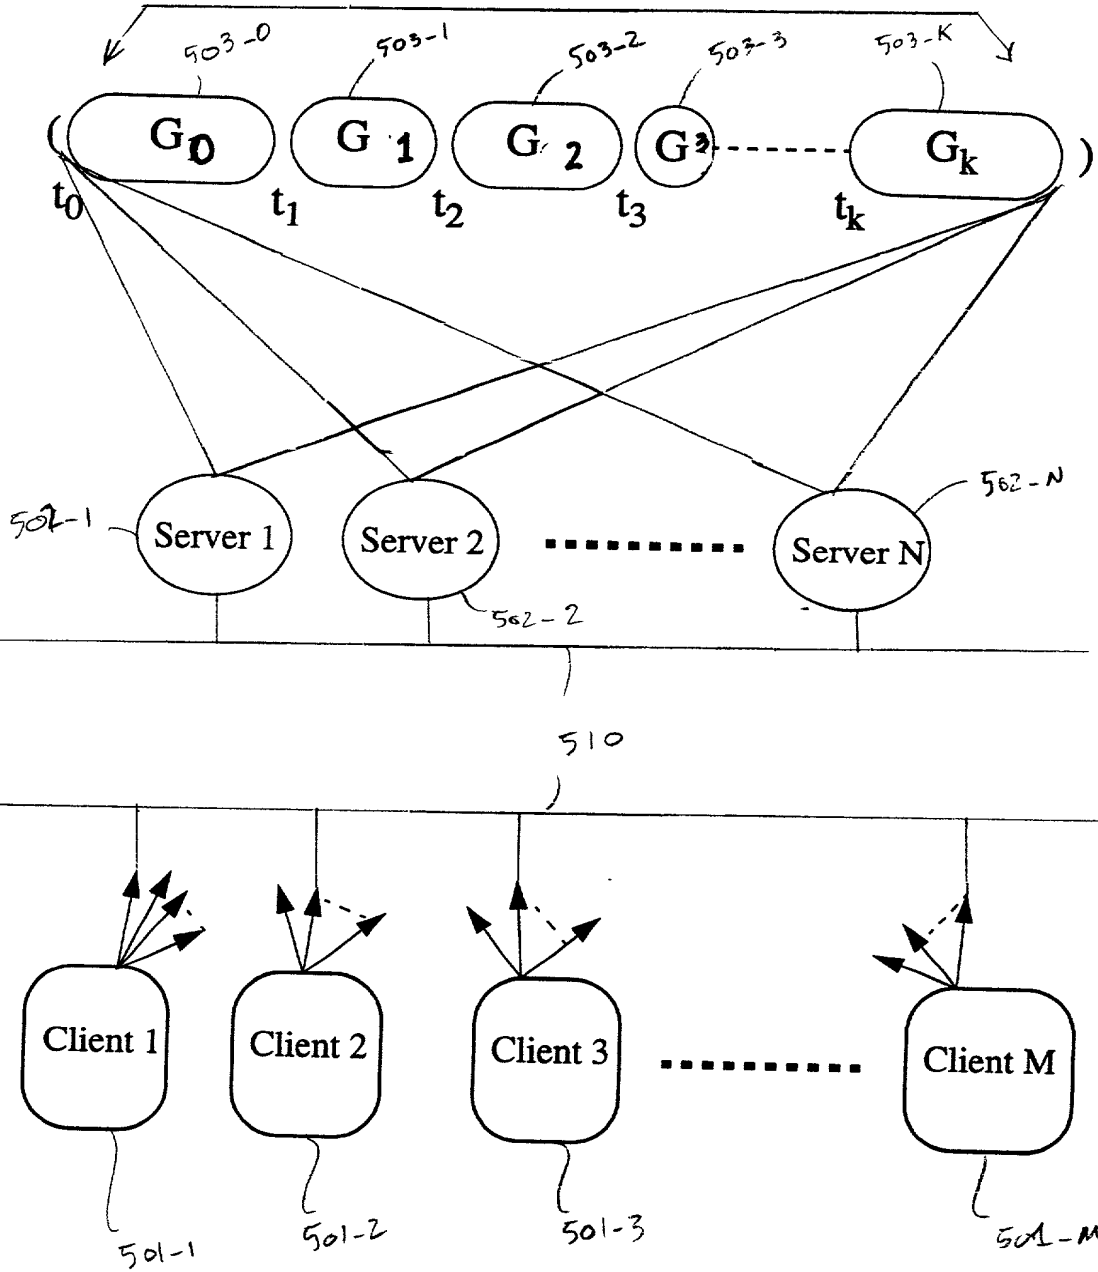 503-0 503-1 503-2 503-3 503-K
( G0 G 1 G 2 G3 Gk )
t0 t1 t2 t3 tk
502-1 Server 1 Server 2 Server N 502-N
502-2
510
Client 1 Client 2 Client 3 Client M
501-1 501-2 501-3 501-M